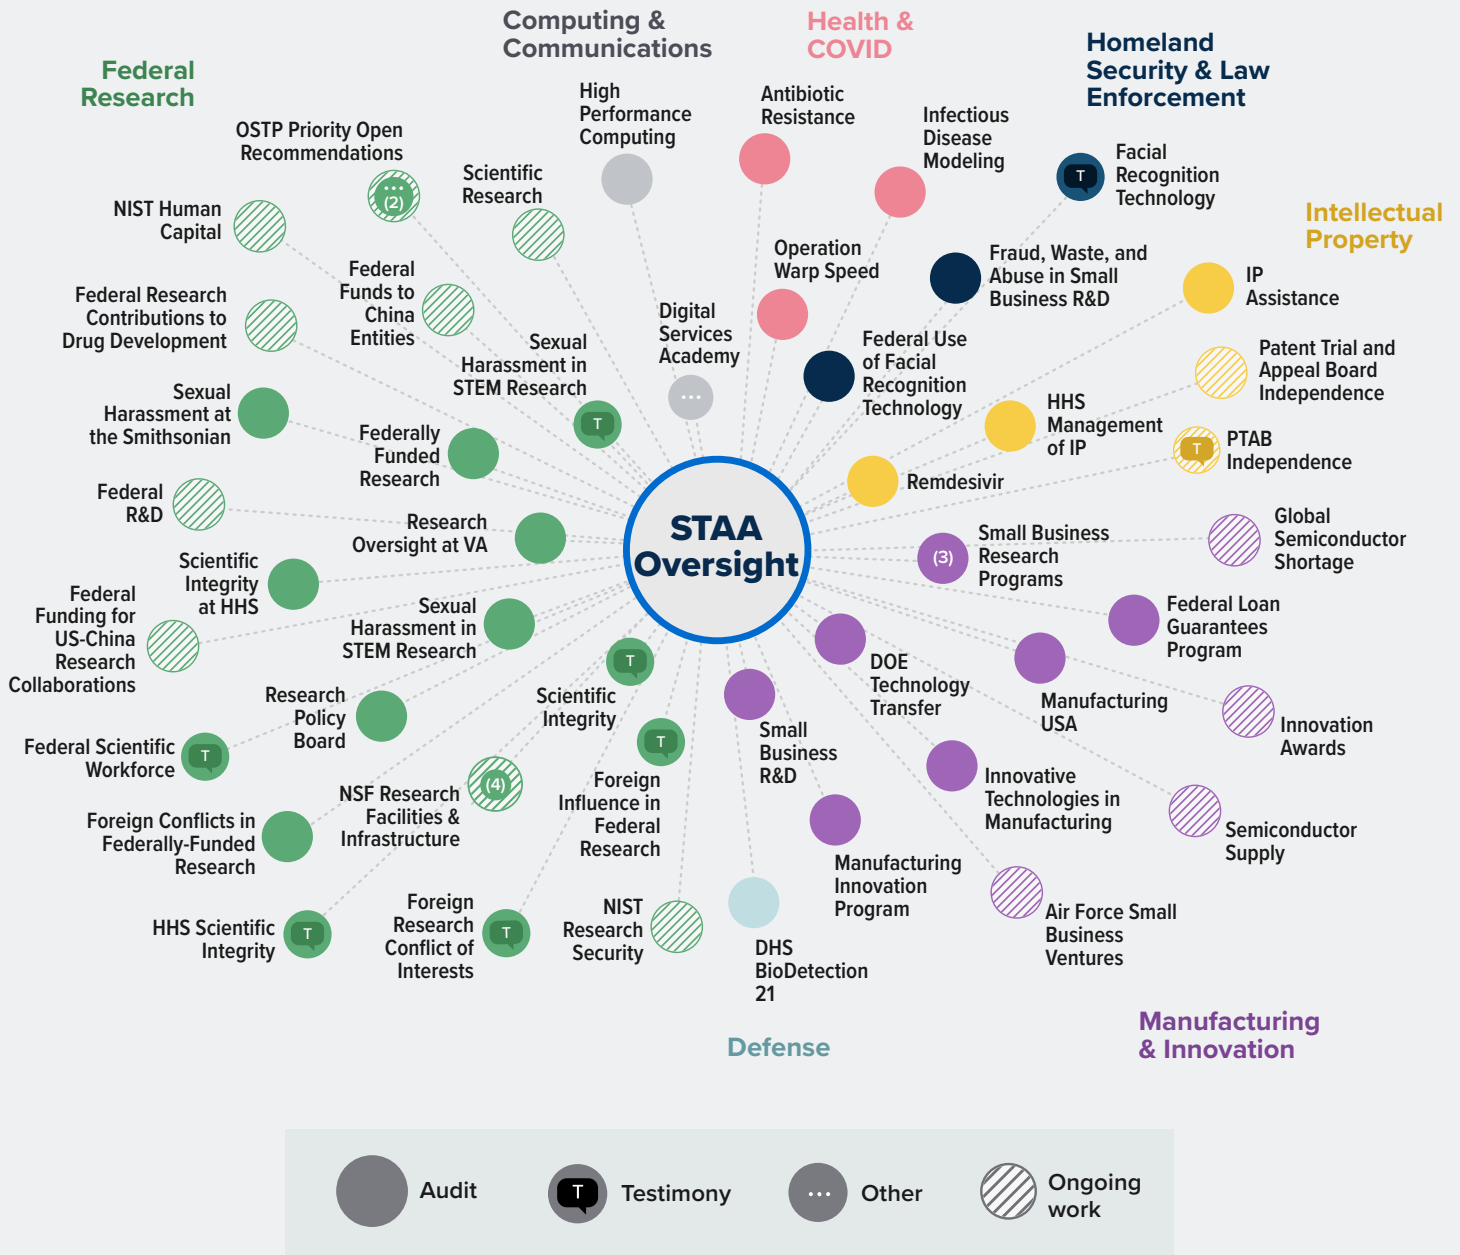 Computing &
Communications
Health &
COVID
Homeland
Security & Law
Enforcement
Federal
Research
Intellectual
Property
OSTP Priority Open
Recommendations
...
(2)
Scientific
Research
High
Performance
Computing
Antibiotic
Resistance
Infectious
Disease
Modeling
T
Facial
Recognition
Technology
NIST Human
Capital
Federal
Funds to
China
Entities
Operation
Warp Speed
Fraud, Waste, and
Abuse in Small
Business R&D
IP
Assistance
Federal Research
Contributions to
Drug Development
Sexual
Harassment in
STEM Research
T
Digital
Services
Academy
...
Federal Use
of Facial
Recognition
Technology
Patent Trial and
Appeal Board
Independence
Sexual
Harassment at
the Smithsonian
Federally
Funded
Research
HHS
Management
of IP
T
PTAB
Independence
Remdesivir
Federal
R&D
Research
Oversight at VA
STAA
Oversight
(3)
Small Business
Research
Programs
Global
Semiconductor
Shortage
Scientific
Integrity
at HHS
Federal
Funding for
US-China
Research
Collaborations
Sexual
Harassment in
STEM Research
T
Scientific
Integrity
DOE
Technology
Transfer
Federal Loan
Guarantees
Program
Manufacturing
USA
Innovation
Awards
Research
Policy
Board
Federal Scientific
Workforce
T
NSF Research
Facilities &
Infrastructure
(4)
T
Foreign
Influence in
Federal
Research
Small
Business
R&D
Innovative
Technologies in
Manufacturing
Semiconductor
Supply
Foreign Conflicts in
Federally-Funded
Research
Manufacturing
Innovation
Program
Air Force Small
Business
Ventures
HHS Scientific
Integrity
T
Foreign
Research
Conflict of
Interests
T
NIST
Research
Security
DHS
BioDetection
21
Defense
Manufacturing
& Innovation
Audit
T
Testimony
...
Other
Ongoing
work